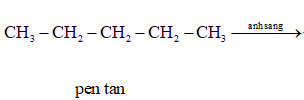 CH₃ − CH₂ − CH₂ − CH₂ − CH₃ —anhsang→
pen tan